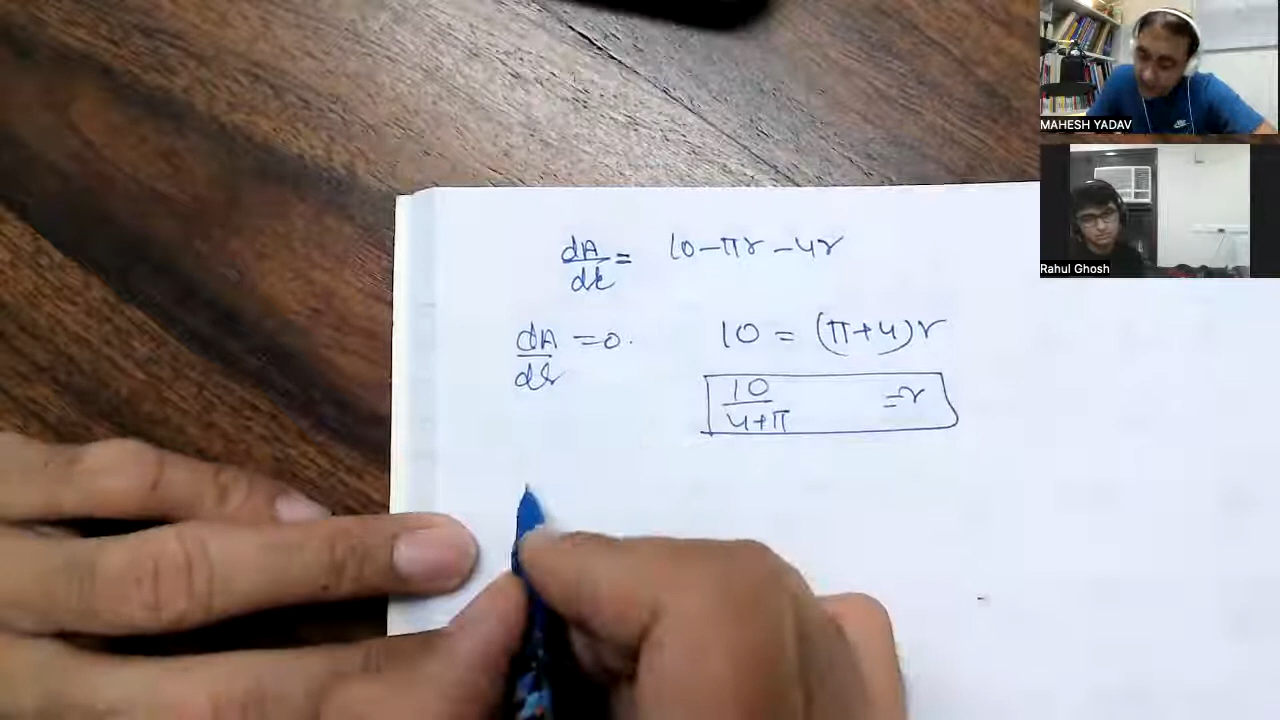 dA/dr = 10-πr-4r
dA/dr =0. 10 = (π+4)r
10/4+π =r
MAHESH YADAV
Rahul Ghosh